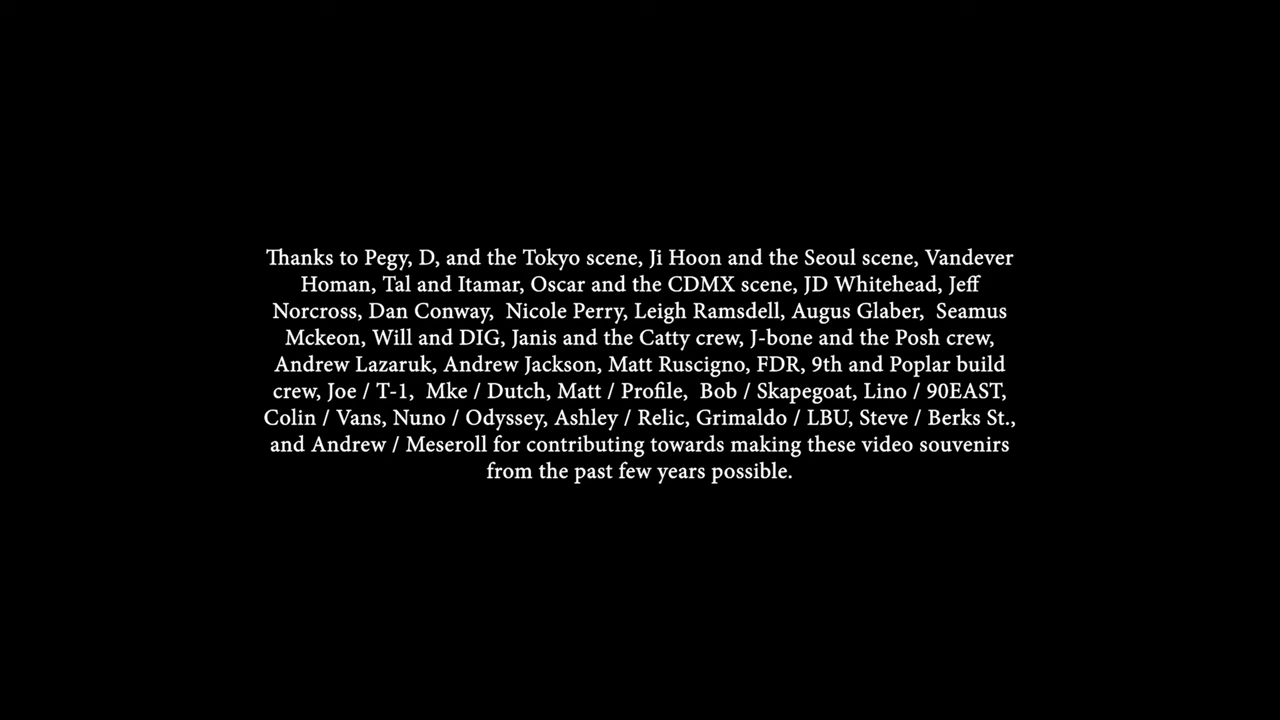 Thanks to Pegy, D, and the Tokyo scene, Ji Hoon and the Seoul scene, Vandever
Homan, Tal and Itamar, Oscar and the CDMX scene, JD Whitehead, Jeff
Norcross, Dan Conway,  Nicole Perry, Leigh Ramsdell, Augus Glaber,  Seamus
Mckeon, Will and DIG, Janis and the Catty crew, J-bone and the Posh crew,
Andrew Lazaruk, Andrew Jackson, Matt Ruscigno, FDR, 9th and Poplar build
crew, Joe / T-1,  Mke / Dutch, Matt / Profile,  Bob / Skapegoat, Lino / 90EAST,
Colin / Vans, Nuno / Odyssey, Ashley / Relic, Grimaldo / LBU, Steve / Berks St.,
and Andrew / Meseroll for contributing towards making these video souvenirs
from the past few years possible.